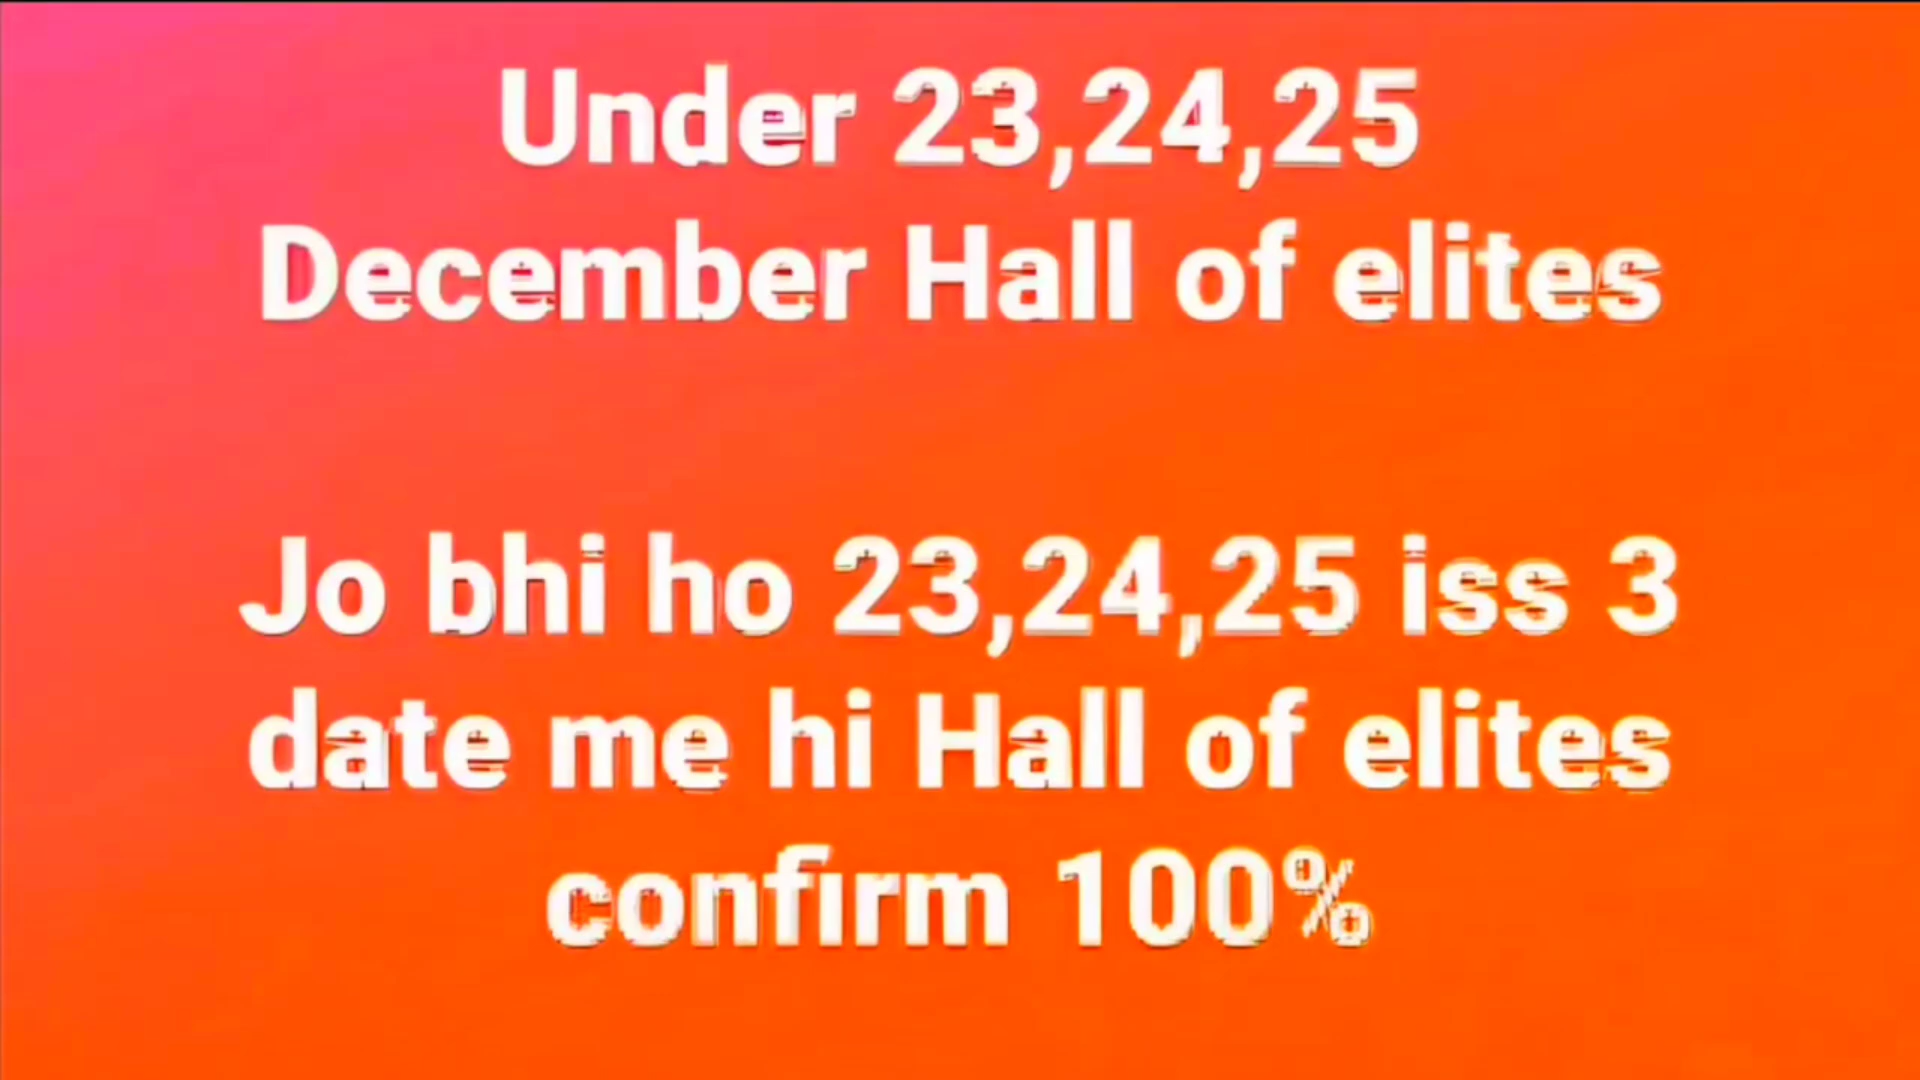 Under 23,24,25
December Hall of elites
Jo bhi ho 23,24,25 iss 3
date me hi Hall of elites
confirm 100%